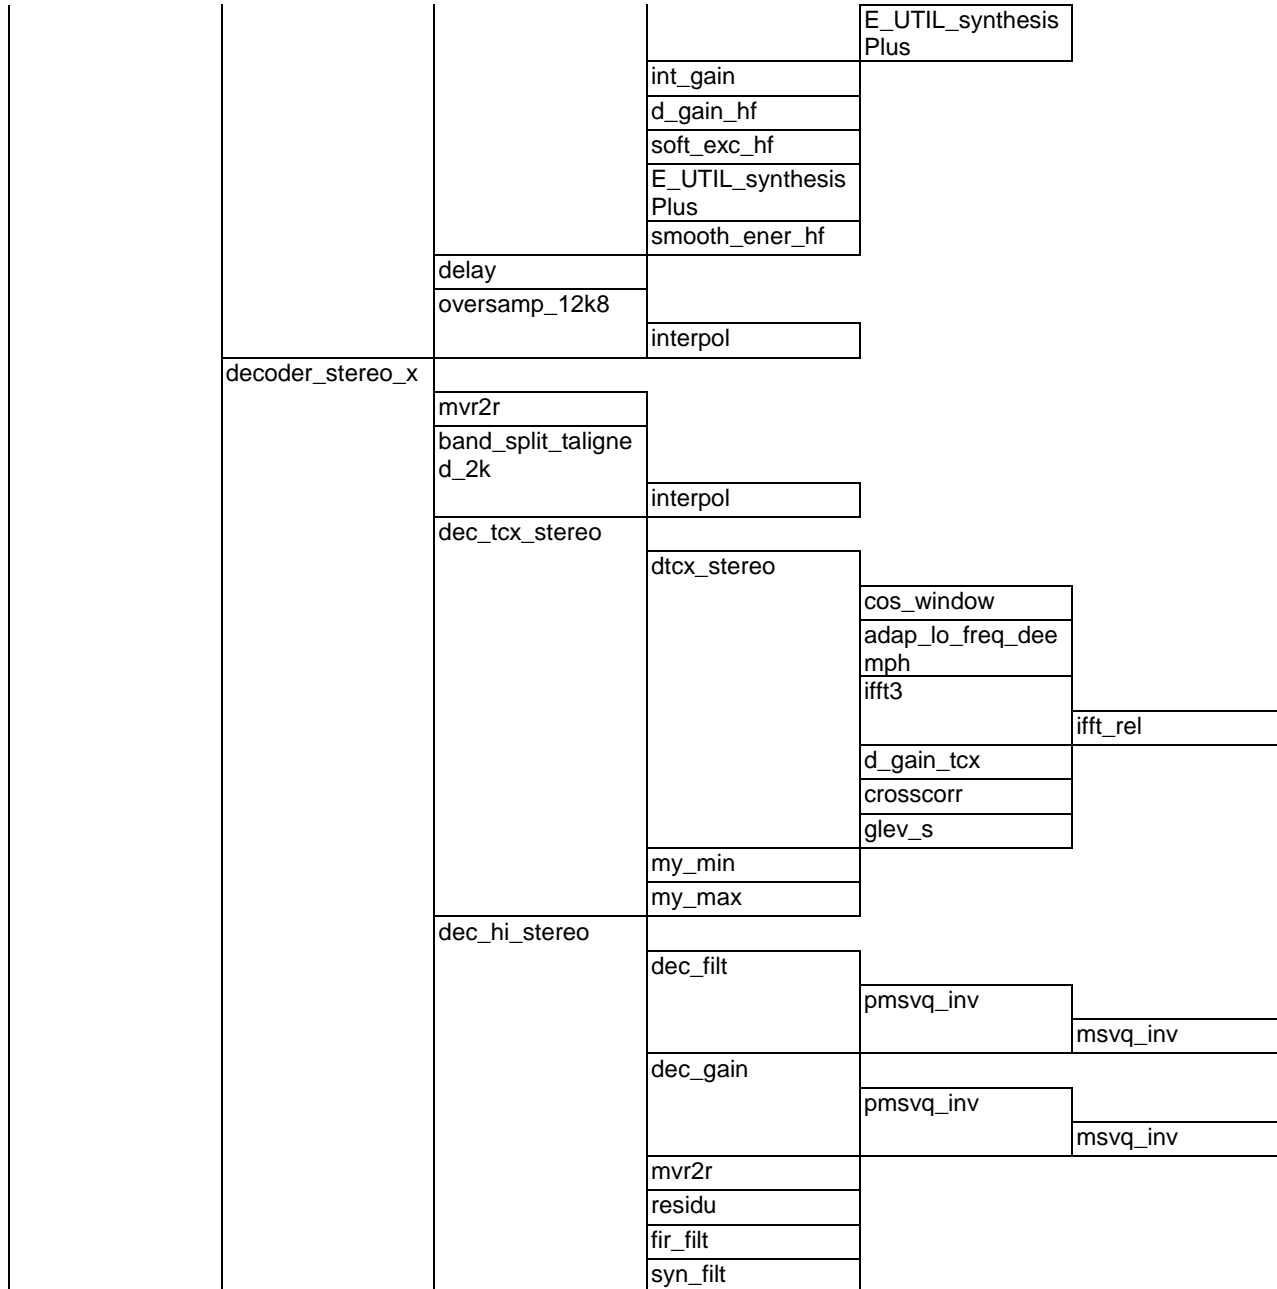 E_UTIL_synthesis
Plus
int_gain
d_gain_hf
soft_exc_hf
E_UTIL_synthesis
Plus
smooth_ener_hf
delay
oversamp_12k8
interpol
decoder_stereo_x
mvr2r
band_split_taligne
d_2k
interpol
dec_tcx_stereo
dtcx_stereo
cos_window
adap_lo_freq_dee
mph
ifft3
ifft_rel
d_gain_tcx
crosscorr
glev_s
my_min
my_max
dec_hi_stereo
dec_filt
pmsvq_inv
msvq_inv
dec_gain
pmsvq_inv
msvq_inv
mvr2r
residu
fir_filt
syn_filt